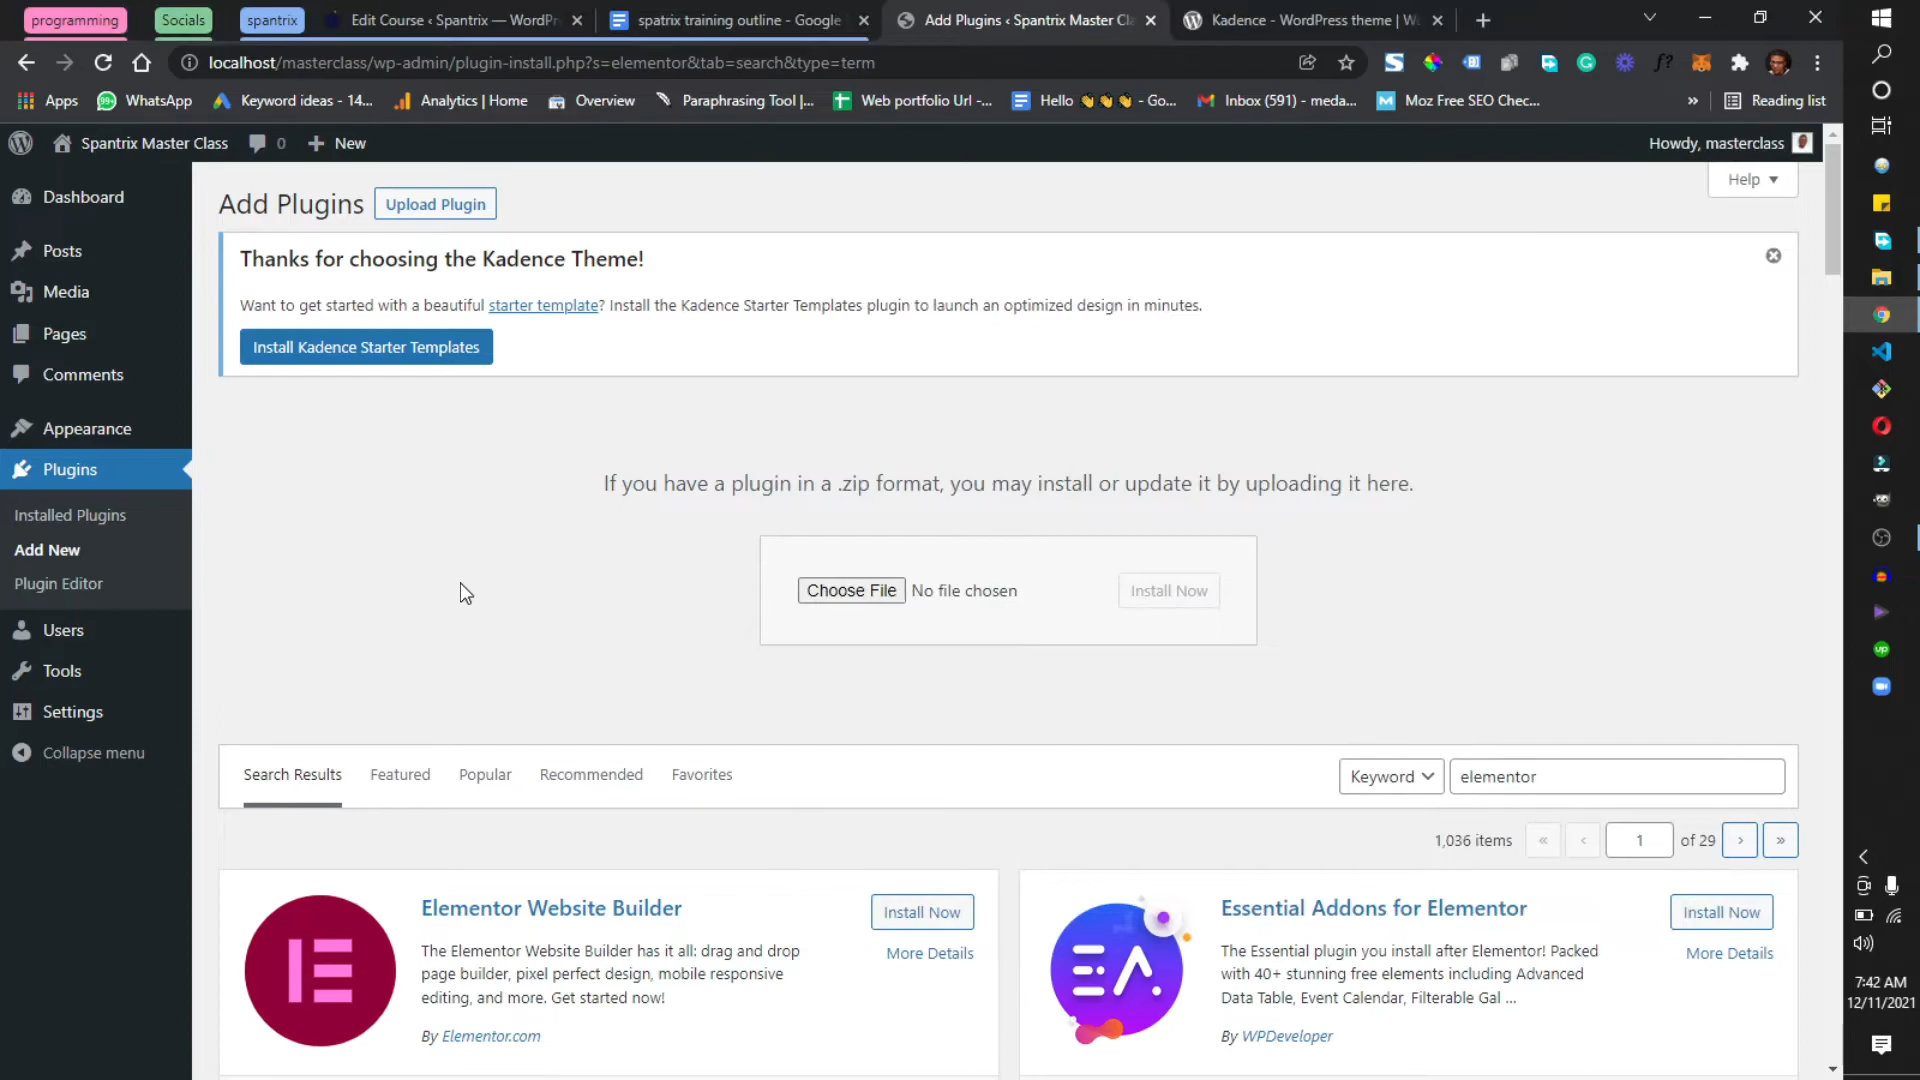 programming
Socials
spantrix
Edit Course ‹ Spantrix — WordPr
spatrix training outline - Google
Add Plugins ‹ Spantrix Master Cla
Kadence - WordPress theme | W
localhost/masterclass/wp-admin/plugin-install.php?s=elementor&tab=search&type=term
Apps
WhatsApp
Keyword ideas - 14...
Analytics | Home
Overview
Paraphrasing Tool |...
Web portfolio Url -...
Hello 👋👋👋 - Go...
Inbox (591) - meda...
Moz Free SEO Chec...
»
Reading list
Spantrix Master Class
0
New
Howdy, masterclass
Dashboard
Posts
Media
Pages
Comments
Appearance
Plugins
Installed Plugins
Add New
Plugin Editor
Users
Tools
Settings
Collapse menu
Help
Add Plugins
Upload Plugin
Thanks for choosing the Kadence Theme!
Want to get started with a beautiful starter template? Install the Kadence Starter Templates plugin to launch an optimized design in minutes.
Install Kadence Starter Templates
If you have a plugin in a .zip format, you may install or update it by uploading it here.
Choose File No file chosen
Install Now
Search Results
Featured
Popular
Recommended
Favorites
Keyword
elementor
1,036 items
«
‹
1
of 29
›
»
Elementor Website Builder
Install Now
More Details
The Elementor Website Builder has it all: drag and drop
page builder, pixel perfect design, mobile responsive
editing, and more. Get started now!
By Elementor.com
Essential Addons for Elementor
Install Now
More Details
The Essential plugin you install after Elementor! Packed
with 40+ stunning free elements including Advanced
Data Table, Event Calendar, Filterable Gal ...
By WPDeveloper
7:42 AM
12/11/2021